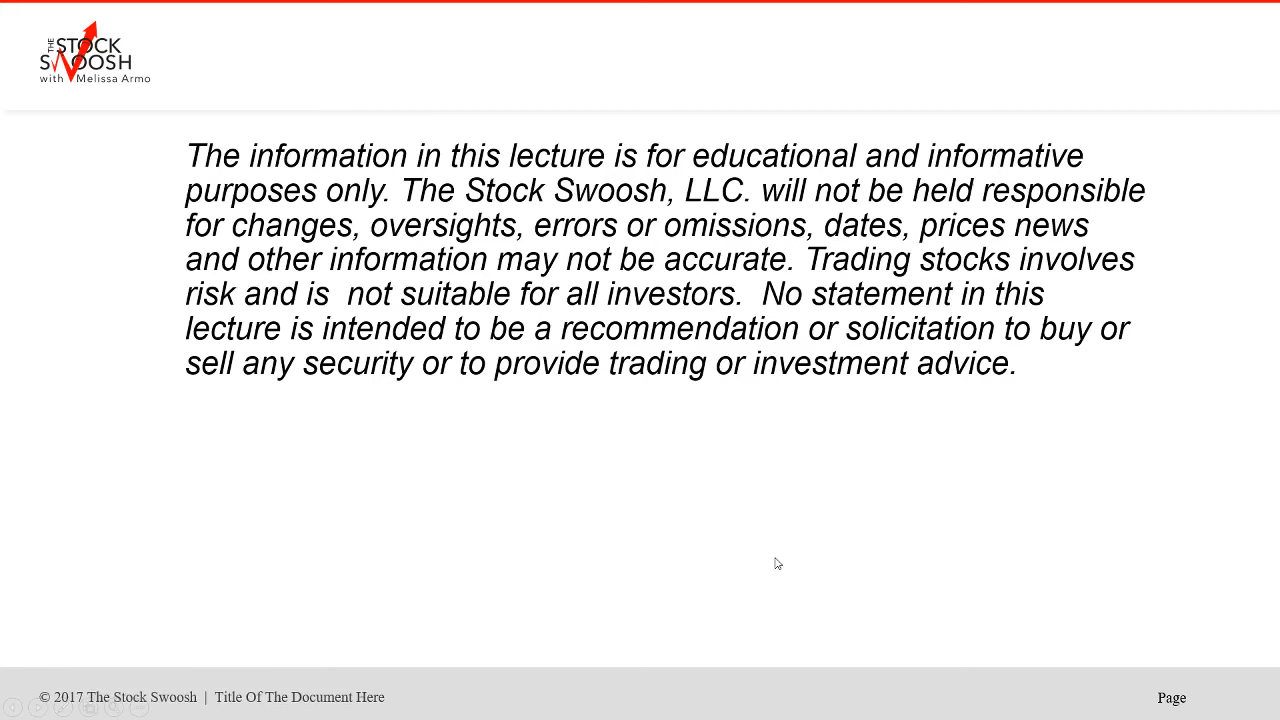 THE STOCK
SWOOSH
with Melissa Armo
The information in this lecture is for educational and informative
purposes only. The Stock Swoosh, LLC. will not be held responsible
for changes, oversights, errors or omissions, dates, prices news
and other information may not be accurate. Trading stocks involves
risk and is  not suitable for all investors.  No statement in this
lecture is intended to be a recommendation or solicitation to buy or
sell any security or to provide trading or investment advice.
© 2017 The Stock Swoosh | Title Of The Document Here
Page